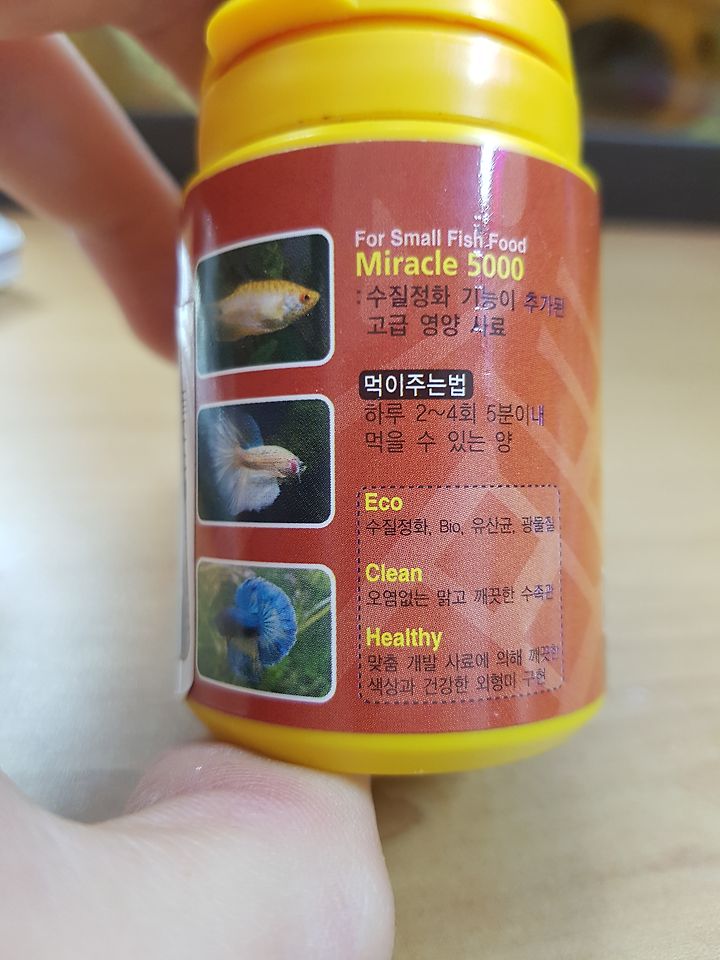 For Small Fish Food
Miracle 5000
: 수질정화 기능이 추가된
고급 영양 사료
먹이주는법
하루 2~4회 5분이내
먹을 수 있는 양
Eco
수질정화, Bio, 유산균, 광물질
Clean
오염없는 맑고 깨끗한 수족관
Healthy
맞춤 개발 사료에 의해 깨끗한
색상과 건강한 외형미 구현